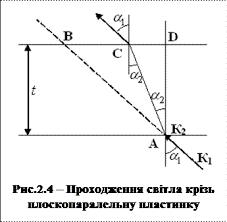 α₁
B
C
D
α₂
t
α₂
A
K₂
α₁
K₁
Рис.2.4 – Проходження світла крізь
плоскопаралельну пластинку